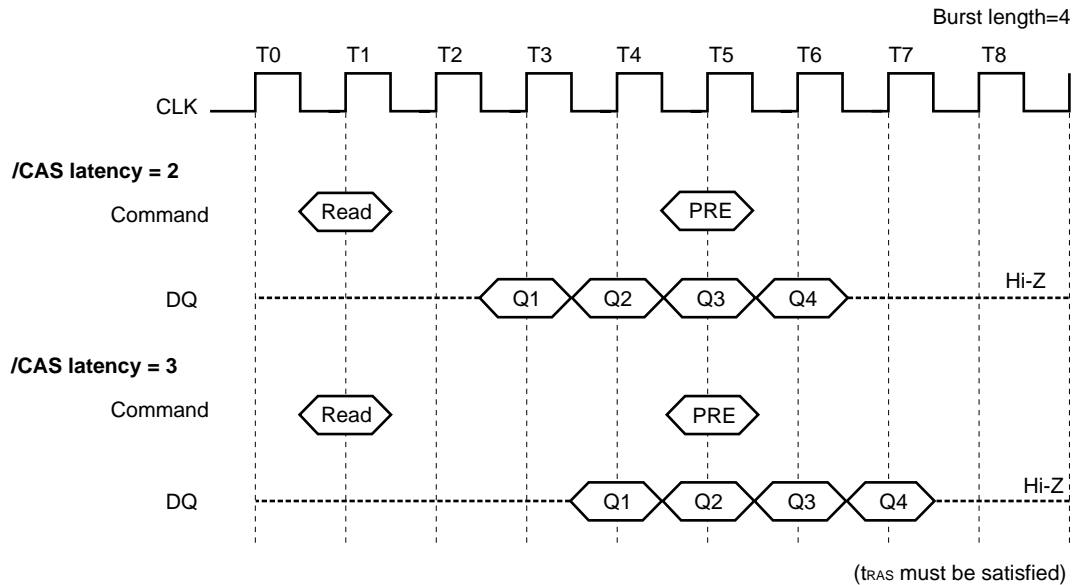 Burst length=4
T0 T1 T2 T3 T4 T5 T6 T7 T8
CLK
/CAS latency = 2
Command Read PRE
Hi-Z
DQ Q1 Q2 Q3 Q4
/CAS latency = 3
Command Read PRE
Hi-Z
DQ Q1 Q2 Q3 Q4
(tRAS must be satisfied)